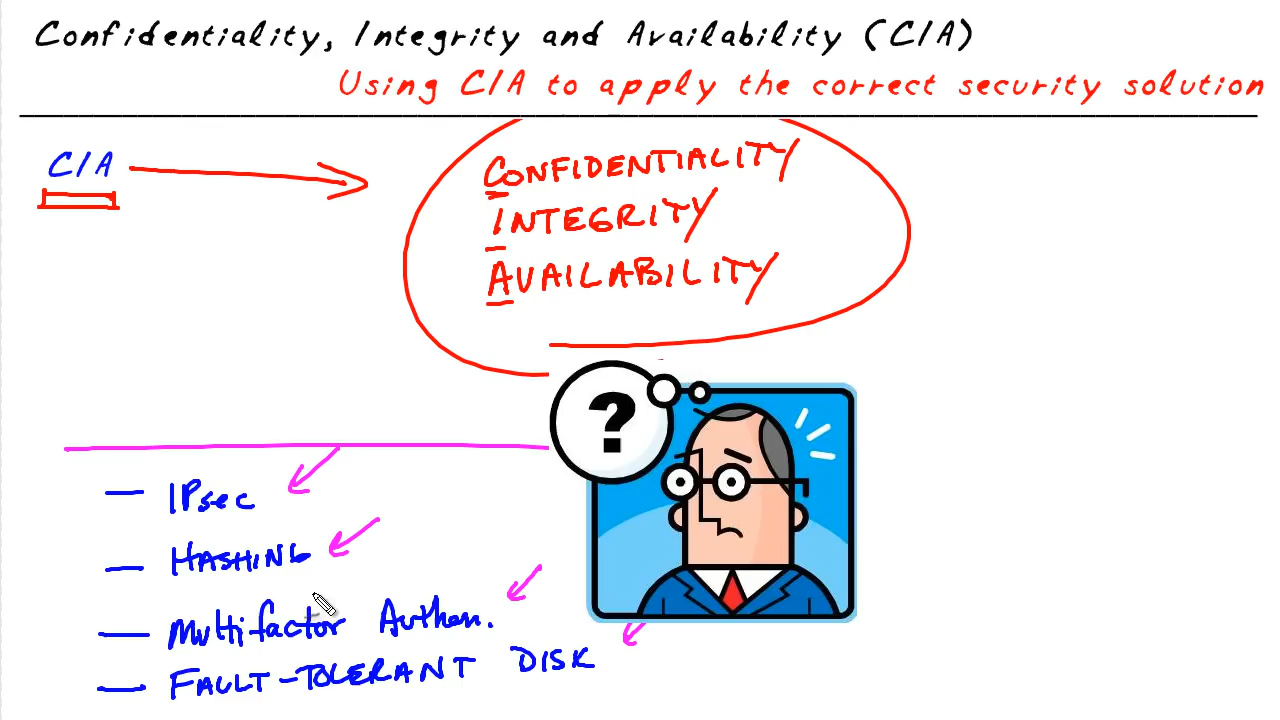 Confidentiality, Integrity and Availability (CIA)
Using CIA to apply the correct security solution
CIA
CONFIDENTIALITY
INTEGRITY
AVAILABILITY
?
— IPsec
— HASHING
— Multifactor Authen.
— FAULT-TOLERANT DISK